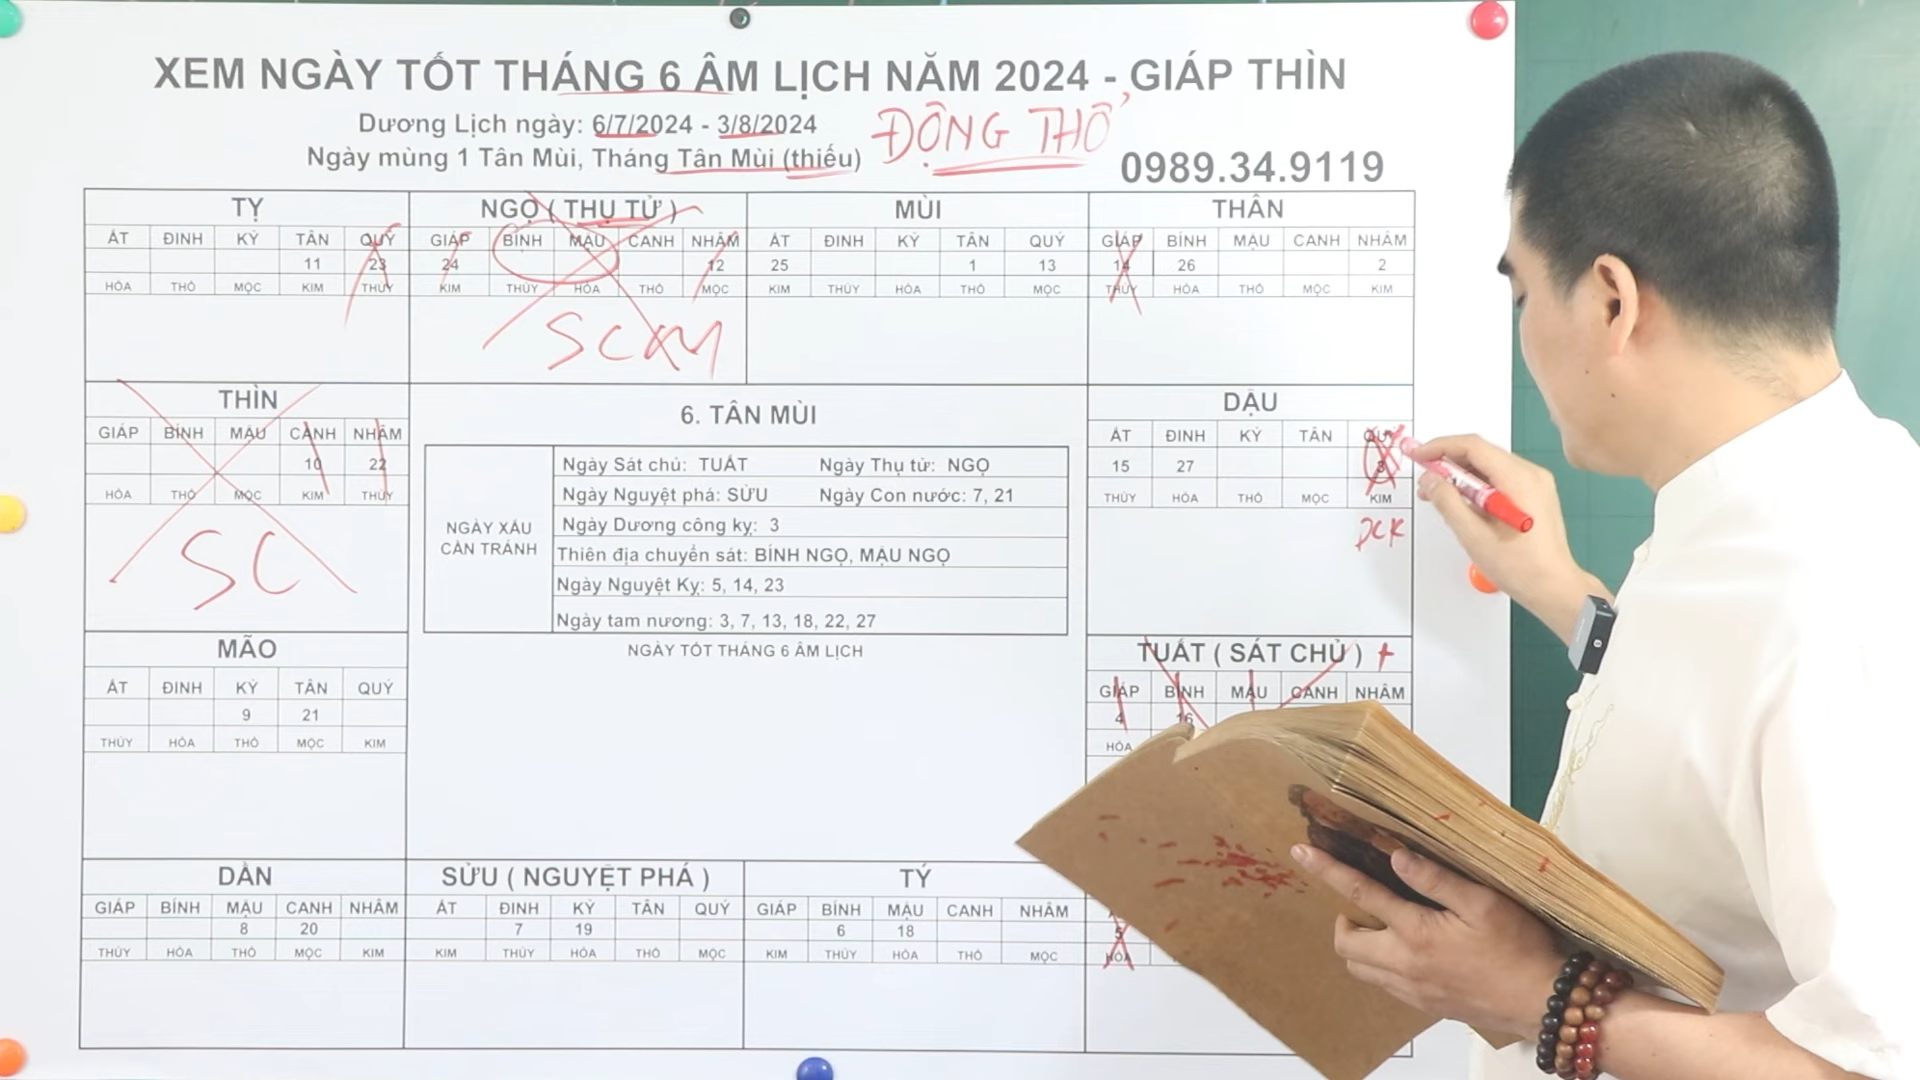 XEM NGÀY TỐT THÁNG 6 ÂM LỊCH NĂM 2024 - GIÁP THÌN
Dương Lịch ngày: 6/7/2024 - 3/8/2024
Ngày mùng 1 Tân Mùi, Tháng Tân Mùi (thiếu)
ĐỘNG THỔ
0989.34.9119
TỴ
ẤT ĐINH KỶ TÂN QUÝ
11 23
HỎA THỔ MỘC KIM THỦY
NGỌ ( THỤ TỬ )
GIÁP BÍNH MẬU CANH NHÂM
24 12
KIM THỦY HỎA THỔ MỘC
SCKM
MÙI
ẤT ĐINH KỶ TÂN QUÝ
25 1 13
KIM THỦY HỎA THỔ MỘC
THÂN
GIÁP BÍNH MẬU CANH NHÂM
14 26 2
THỦY HỎA THỔ MỘC KIM
THÌN
GIÁP BÍNH MẬU CANH NHÂM
10 22
HỎA THỔ MỘC KIM THỦY
SC
6. TÂN MÙI
NGÀY XẤU CẦN TRÁNH
Ngày Sát chủ: TUẤT Ngày Thụ tử: NGỌ
Ngày Nguyệt phá: SỬU Ngày Con nước: 7, 21
Ngày Dương công kỵ: 3
Thiên địa chuyển sát: BÍNH NGỌ, MẬU NGỌ
Ngày Nguyệt Kỵ: 5, 14, 23
Ngày tam nương: 3, 7, 13, 18, 22, 27
NGÀY TỐT THÁNG 6 ÂM LỊCH
DẬU
ẤT ĐINH KỶ TÂN QUÝ
15 27 3
THỦY HỎA THỔ MỘC KIM
DCK
MÃO
ẤT ĐINH KỶ TÂN QUÝ
9 21
THỦY HỎA THỔ MỘC KIM
TUẤT ( SÁT CHỦ ) +
GIÁP BÍNH MẬU CANH NHÂM
4 16
HỎA
DẦN
GIÁP BÍNH MẬU CANH NHÂM
8 20
THỦY HỎA THỔ MỘC KIM
SỬU ( NGUYỆT PHÁ )
ẤT ĐINH KỶ TÂN QUÝ
7 19
KIM THỦY HỎA THỔ MỘC
TÝ
GIÁP BÍNH MẬU CANH NHÂM
6 18
KIM THỦY HỎA THỔ MỘC
5
HỎA